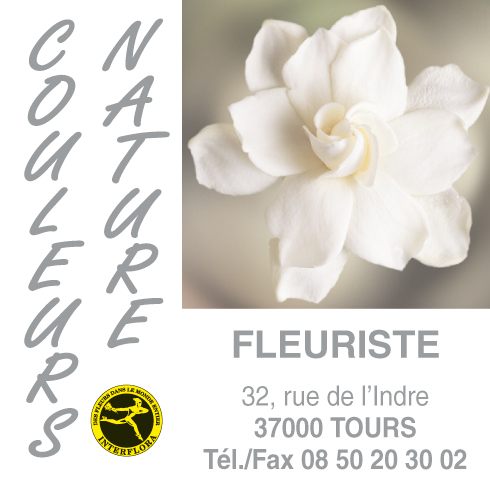 COULEURS
NATURE
FLEURISTE
32, rue de l'Indre
37000 TOURS
Tél./Fax 08 50 20 30 02
DES FLEURS DANS LE MONDE ENTIER
INTERFLORA